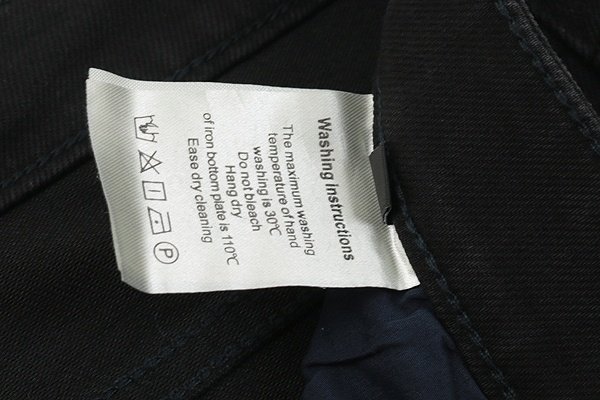 Washing instructions
The maximum washing
temperature of hand
washing is 30℃
Do not bleach
Hang dry
of iron bottom plate is 110℃
Ease dry cleaning
P